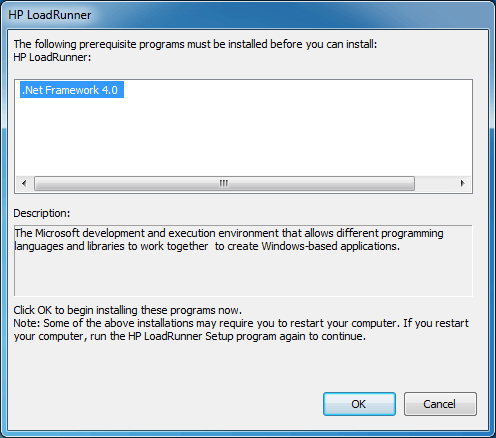 HP LoadRunner
The following prerequisite programs must be installed before you can install:
HP LoadRunner:
.Net Framework 4.0
Description:
The Microsoft development and execution environment that allows different programming
languages and libraries to work together  to create Windows-based applications.
Click OK to begin installing these programs now.
Note: Some of the above installations may require you to restart your computer. If you restart
your computer, run the HP LoadRunner Setup program again to continue.
OK
Cancel